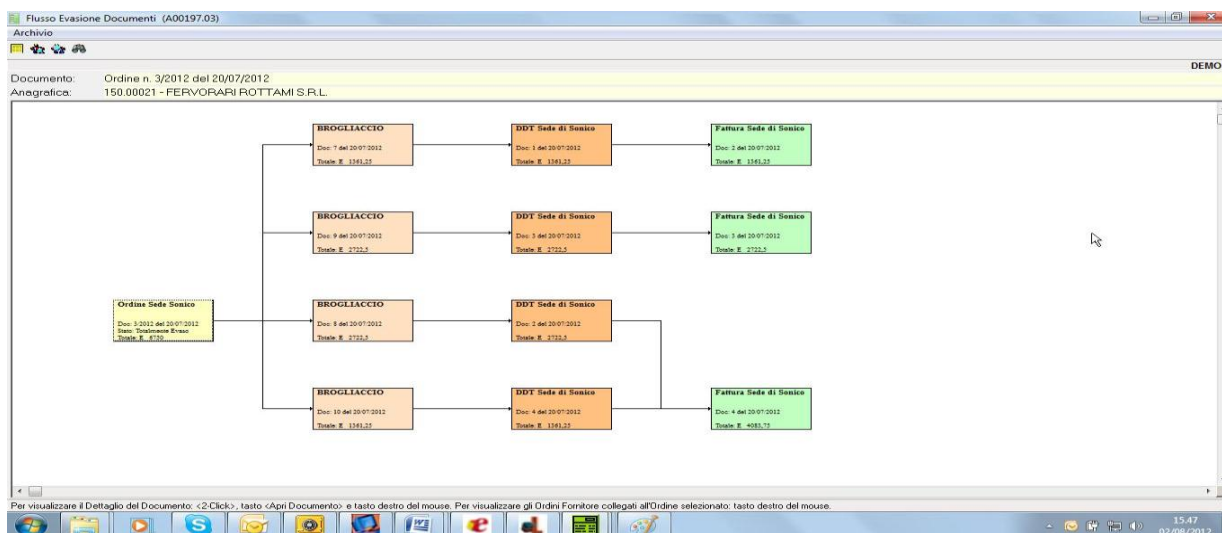 Flusso Evasione Documenti (A00197.03)
Archivio
DEMO
Documento: Ordine n. 3/2012 del 20/07/2012
Anagrafica: 150.00021 - FERVORARI ROTTAMI S.R.L.
BROGLIACCIO
Doc: 7 del 20/07/2012
Totale: E 1361,25
DDT Sede di Sonico
Doc: 1 del 20/07/2012
Totale: E 1361,25
Fattura Sede di Sonico
Doc: 2 del 20/07/2012
Totale: E 1361,25
BROGLIACCIO
Doc: 9 del 20/07/2012
Totale: E 2722,5
DDT Sede di Sonico
Doc: 3 del 20/07/2012
Totale: E 2722,5
Fattura Sede di Sonico
Doc: 3 del 20/07/2012
Totale: E 2722,5
Ordine Sede Sonico
Doc: 3/2012 del 20/07/2012
Stato: Totalmente Evaso
Totale: E 6750
BROGLIACCIO
Doc: 8 del 20/07/2012
Totale: E 2722,5
DDT Sede di Sonico
Doc: 2 del 20/07/2012
Totale: E 2722,5
BROGLIACCIO
Doc: 10 del 20/07/2012
Totale: E 1361,25
DDT Sede di Sonico
Doc: 4 del 20/07/2012
Totale: E 1361,25
Fattura Sede di Sonico
Doc: 4 del 20/07/2012
Totale: E 4083,75
Per visualizzare il Dettaglio del Documento: <2-Click>, tasto <Apri Documento> e tasto destro del mouse. Per visualizzare gli Ordini Fornitore collegati all'Ordine selezionato: tasto destro del mouse.
15.47
02/08/2012